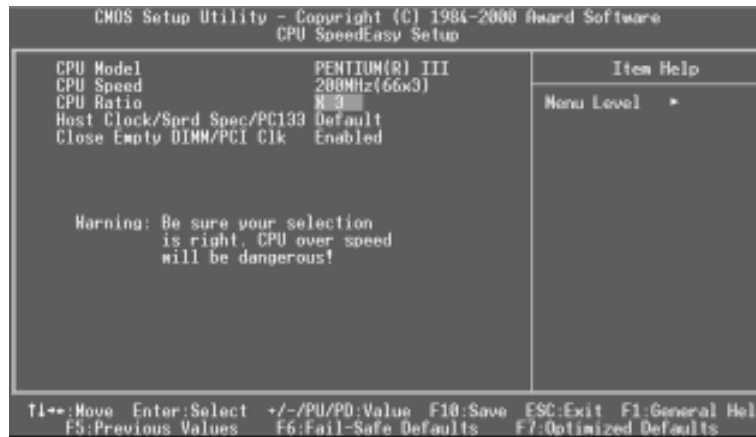 CMOS Setup Utility - Copyright (C) 1984-2000 Award Software
CPU SpeedEasy Setup
CPU Model PENTIUM(R) III
CPU Speed 200MHz(66x3)
CPU Ratio X 3
Host Clock/Sprd Spec/PC133 Default
Close Empty DIMM/PCI Clk Enabled
Warning: Be sure your selection
is right. CPU over speed
will be dangerous!
Item Help
Menu Level ►
↑↓→←:Move Enter:Select +/-/PU/PD:Value F10:Save ESC:Exit F1:General Hel
F5:Previous Values F6:Fail-Safe Defaults F7:Optimized Defaults